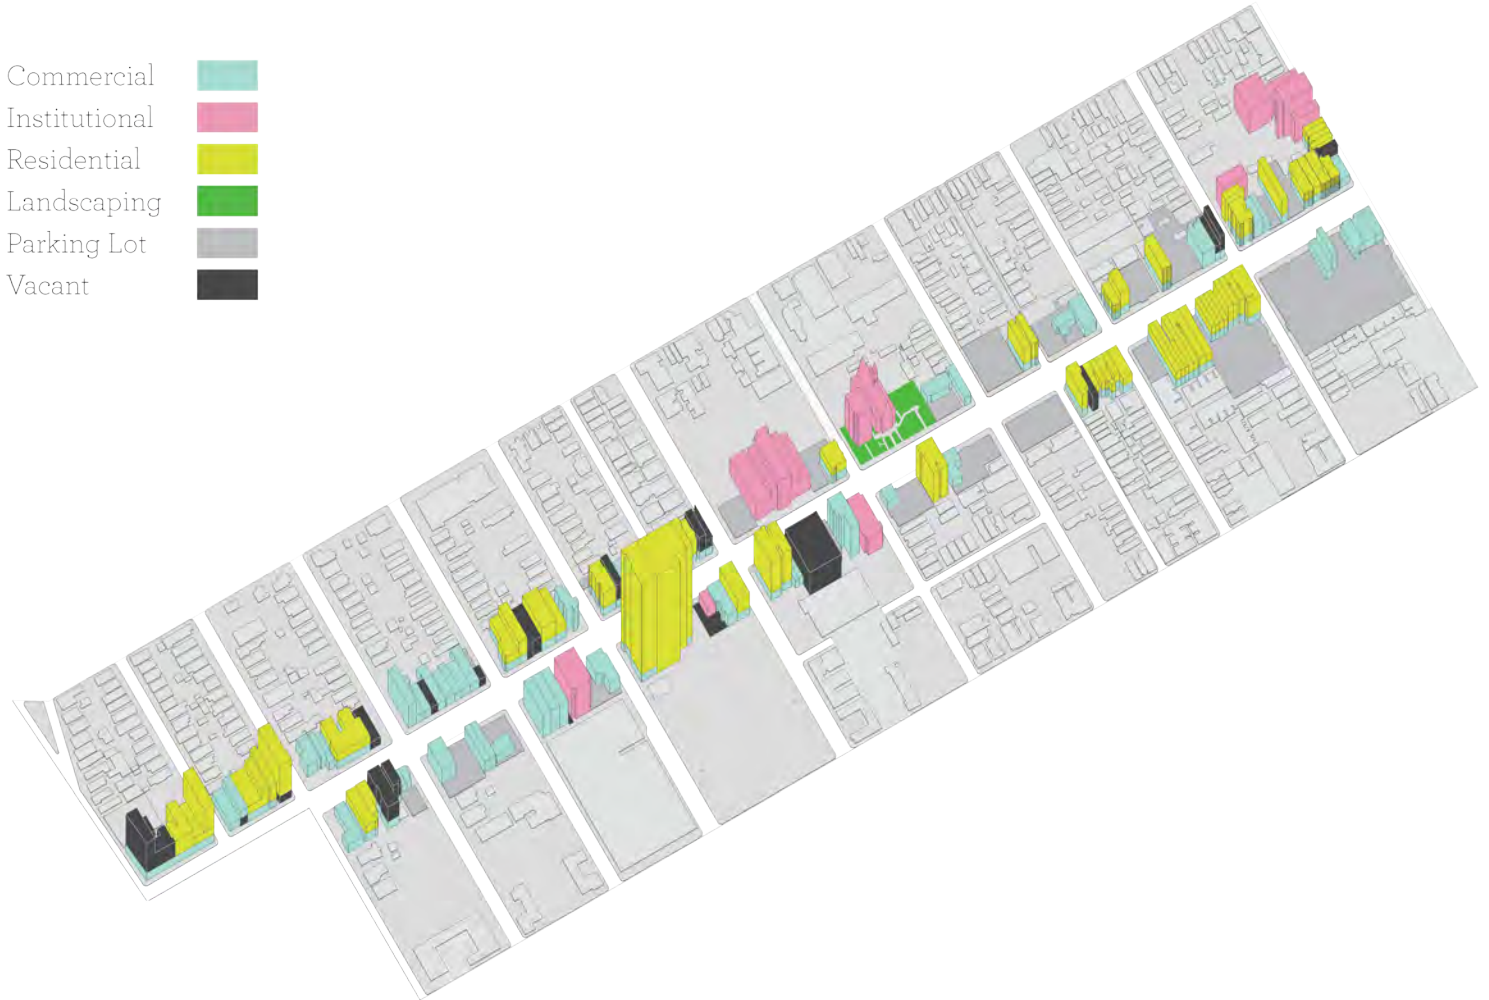 Commercial
Institutional
Residential
Landscaping
Parking Lot
Vacant